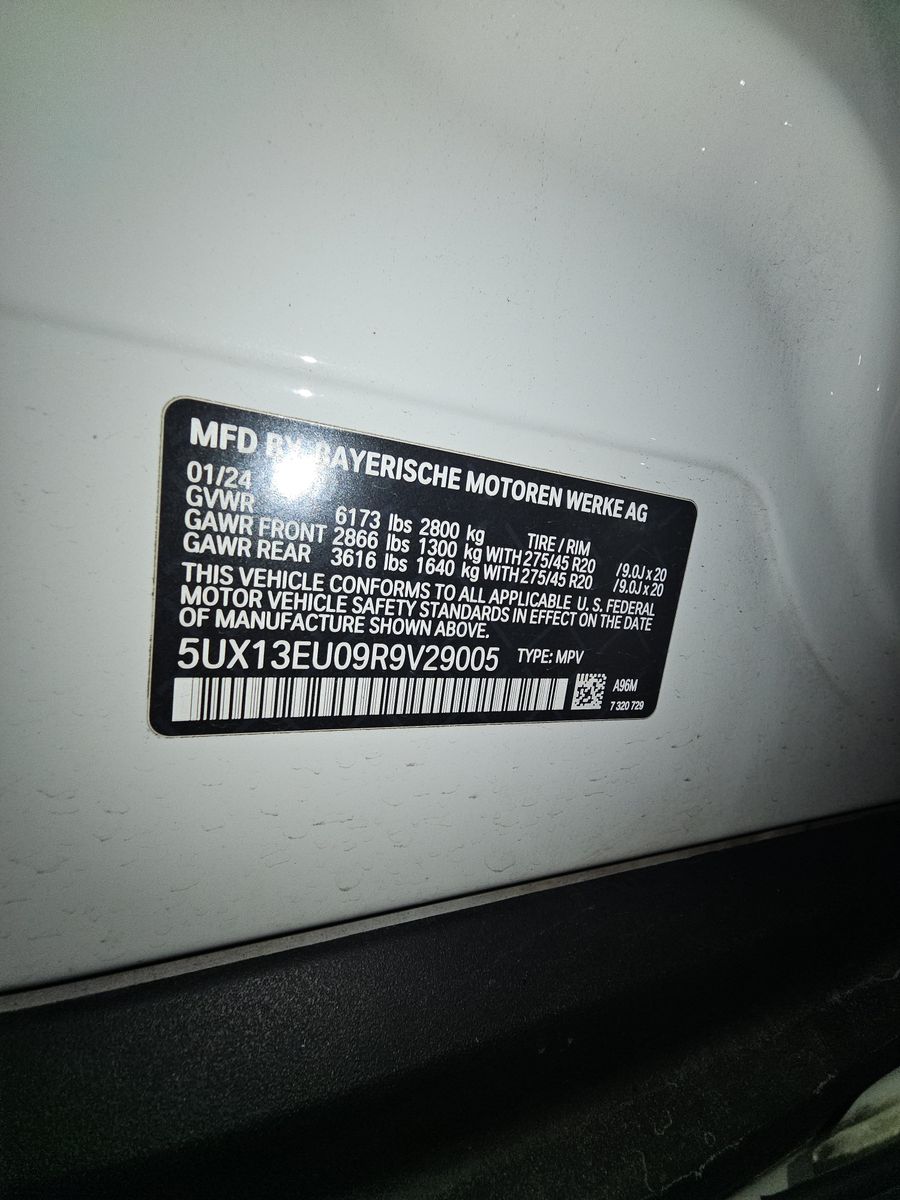 MFD BY: BAYERISCHE MOTOREN WERKE AG
01/24
GVWR 6173 lbs 2800 kg TIRE / RIM
GAWR FRONT 2866 lbs 1300 kg WITH 275/45 R20 /9.0J x 20
GAWR REAR 3616 lbs 1640 kg WITH 275/45 R20 /9.0J x 20
THIS VEHICLE CONFORMS TO ALL APPLICABLE U.S. FEDERAL
MOTOR VEHICLE SAFETY STANDARDS IN EFFECT ON THE DATE
OF MANUFACTURE SHOWN ABOVE.
5UX13EU09R9V29005 TYPE: MPV
A96M
7 320 729